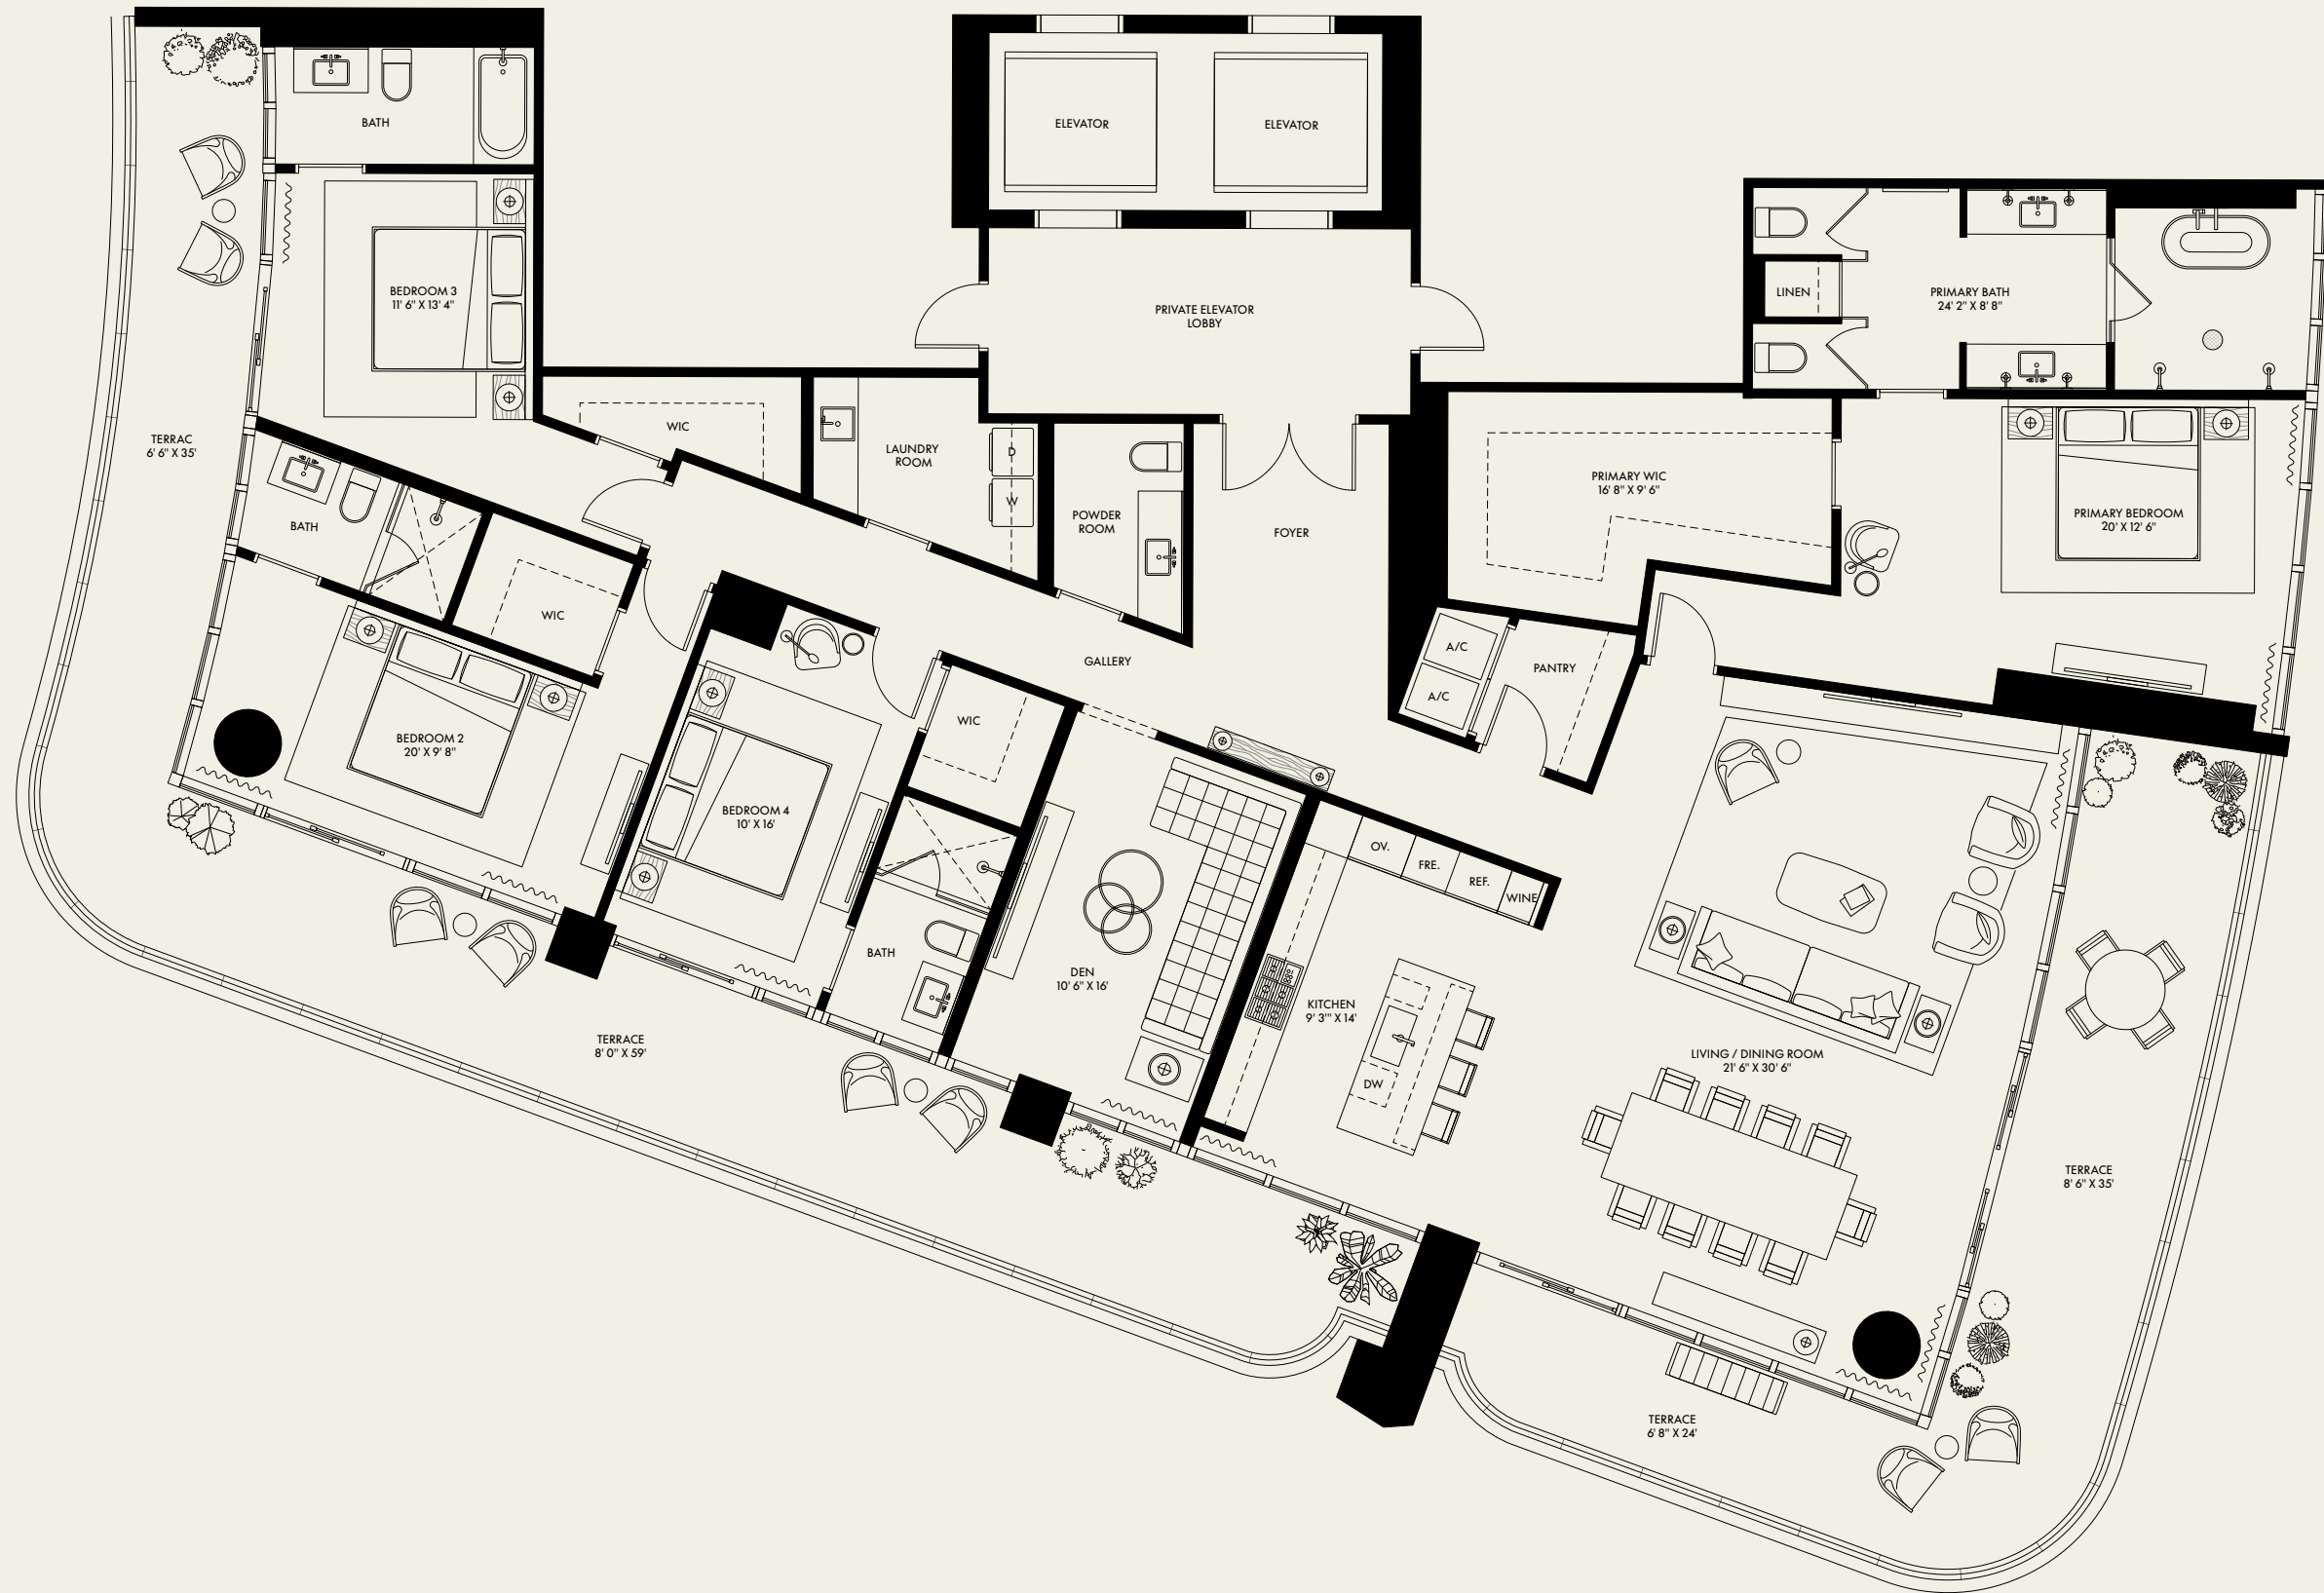 ELEVATOR
ELEVATOR
BATH
BEDROOM 3
11' 6" X 13' 4"
PRIVATE ELEVATOR
LOBBY
LINEN
PRIMARY BATH
24' 2" X 8' 8"
TERRAC
6' 6" X 35'
WIC
LAUNDRY
ROOM
D
W
PRIMARY WIC
16' 8" X 9' 6"
PRIMARY BEDROOM
20' X 12' 6"
BATH
POWDER
ROOM
FOYER
WIC
GALLERY
A/C
A/C
PANTRY
WIC
BEDROOM 2
20' X 9' 8"
BEDROOM 4
10' X 16'
OV.
FRE.
REF.
WINE
BATH
DEN
10' 6" X 16'
KITCHEN
9' 3'" X 14'
DW
TERRACE
8' 0" X 59'
LIVING / DINING ROOM
21' 6" X 30' 6"
TERRACE
8' 6" X 35'
TERRACE
6' 8" X 24'